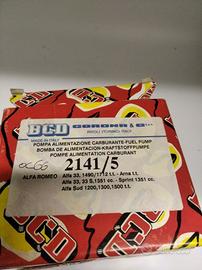 BCD CORONA & C.
RIVOLI (TORINO) ITALY
MADE IN ITALY
POMPA ALIMENTAZIONE CARBURANTE-FUEL PUMP
BOMBA DE ALIMENTACION-KRAFTSTOFFPUMPE
POMPE ALIMENTATION CARBURANT
2141/5
ALFA ROMEO
Alfa 33, 1490/1712 t.t. - Arna t.t.
Alfa 33, 33 S,1351 cc. - Sprint 1351 cc.
Alfa Sud 1200,1300,1500 t.t.
BCD